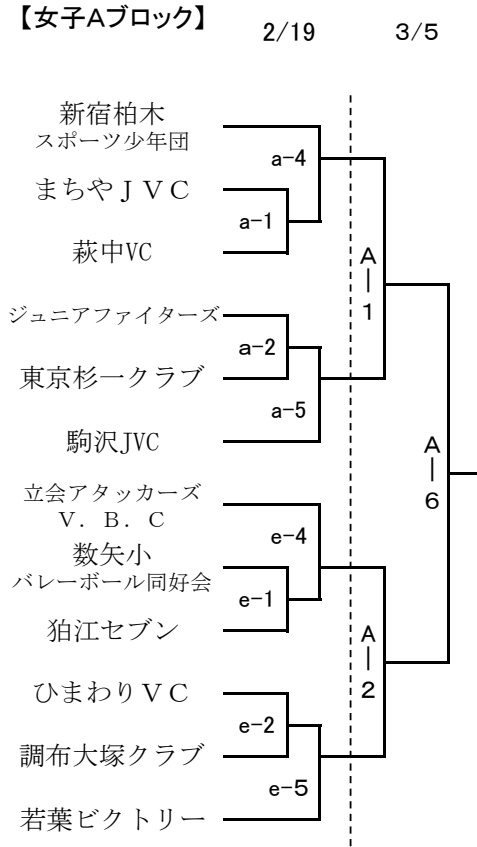 【女子Aブロック】
2/19
3/5
新宿柏木
スポーツ少年団
a-4
まちやＪＶＣ
a-1
萩中VC
A｜1
ジュニアファイターズ
a-2
東京杉一クラブ
a-5
駒沢JVC
A｜6
立会アタッカーズ
Ｖ．Ｂ．Ｃ
e-4
数矢小
バレーボール同好会
e-1
狛江セブン
A｜2
ひまわりＶＣ
e-2
調布大塚クラブ
e-5
若葉ビクトリー